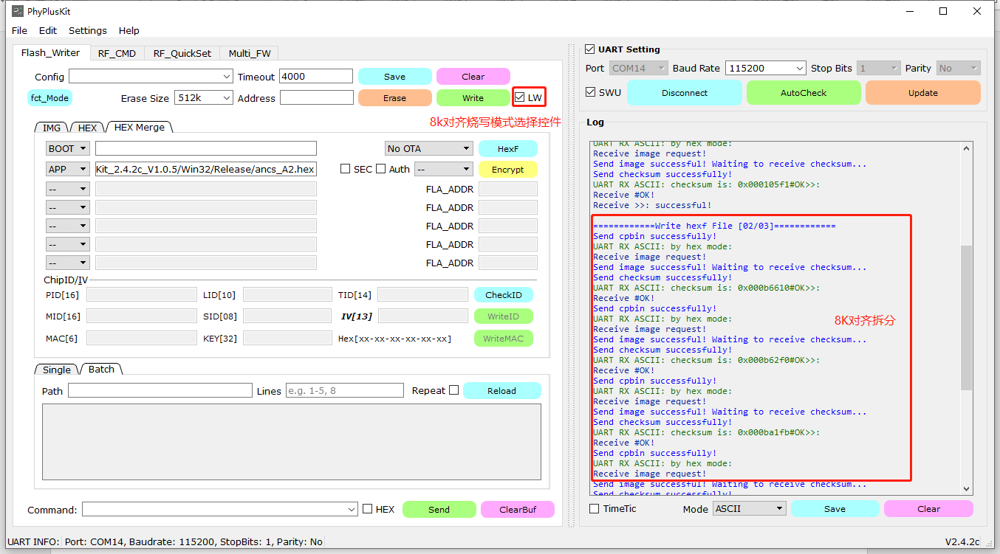 PhyPlusKit
File Edit Settings Help
Flash_Writer RF_CMD RF_QuickSet Multi_FW
Config Timeout 4000 Save Clear
fct_Mode Erase Size 512k Address Erase Write LW
8k对齐烧写模式选择控件
IMG HEX HEX Merge
BOOT No OTA HexF
APP Kit_2.4.2c_V1.0.5/Win32/Release/ancs_A2.hex SEC Auth -- Encrypt
-- FLA_ADDR
-- FLA_ADDR
-- FLA_ADDR
-- FLA_ADDR
-- FLA_ADDR
ChipID/IV
PID[16] LID[10] TID[14] CheckID
MID[16] SID[08] IV[13] WriteID
MAC[6] KEY[32] Hex[xx-xx-xx-xx-xx-xx] WriteMAC
Single Batch
Path Lines e.g. 1-5, 8 Repeat Reload
Command: HEX Send ClearBuf
UART Setting
Port COM14 Baud Rate 115200 Stop Bits 1 Parity No
SWU Disconnect AutoCheck Update
Log
UART RX ASCII: by hex mode:
Receive image request!
Send image successful! Waiting to receive checksum...
Send checksum successfully!
UART RX ASCII: checksum is: 0x000105f1#OK>>:
Receive #OK!
Receive >>: successful!
============Write hexf File [02/03]============
Send cpbin successfully!
UART RX ASCII: by hex mode:
Receive image request!
Send image successful! Waiting to receive checksum...
Send checksum successfully!
UART RX ASCII: checksum is: 0x000b6610#OK>>:
Receive #OK!
Send cpbin successfully!
UART RX ASCII: by hex mode:
8K对齐拆分
Receive image request!
Send image successful! Waiting to receive checksum...
Send checksum successfully!
UART RX ASCII: checksum is: 0x000b62f0#OK>>:
Receive #OK!
Send cpbin successfully!
UART RX ASCII: by hex mode:
Receive image request!
Send image successful! Waiting to receive checksum...
Send checksum successfully!
UART RX ASCII: checksum is: 0x000ba1fb#OK>>:
Receive #OK!
Send cpbin successfully!
UART RX ASCII: by hex mode:
Receive image request!
Send image successful! Waiting to receive checksum...
Send checksum successfully!
TimeTic Mode ASCII Save Clear
UART INFO: Port: COM14, Baudrate: 115200, StopBits: 1, Parity: No V2.4.2c